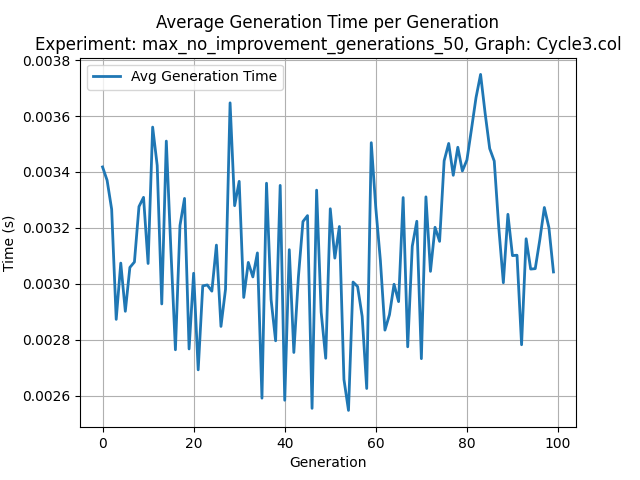 Average Generation Time per Generation
Experiment: max_no_improvement_generations_50, Graph: Cycle3.col
Avg Generation Time
0.0038
0.0036
0.0034
0.0032
0.0030
0.0028
0.0026
Time (s)
0 20 40 60 80 100
Generation